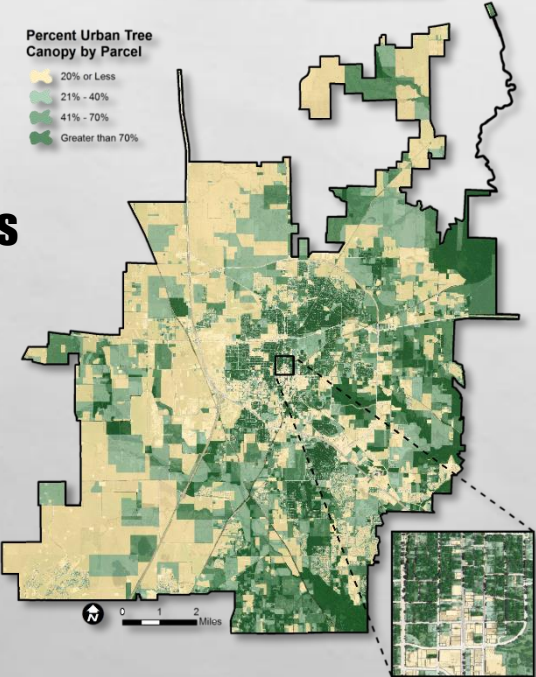 Percent Urban Tree
Canopy by Parcel
20% or Less
21% - 40%
41% - 70%
Greater than 70%
S
N
0 1 2
Miles